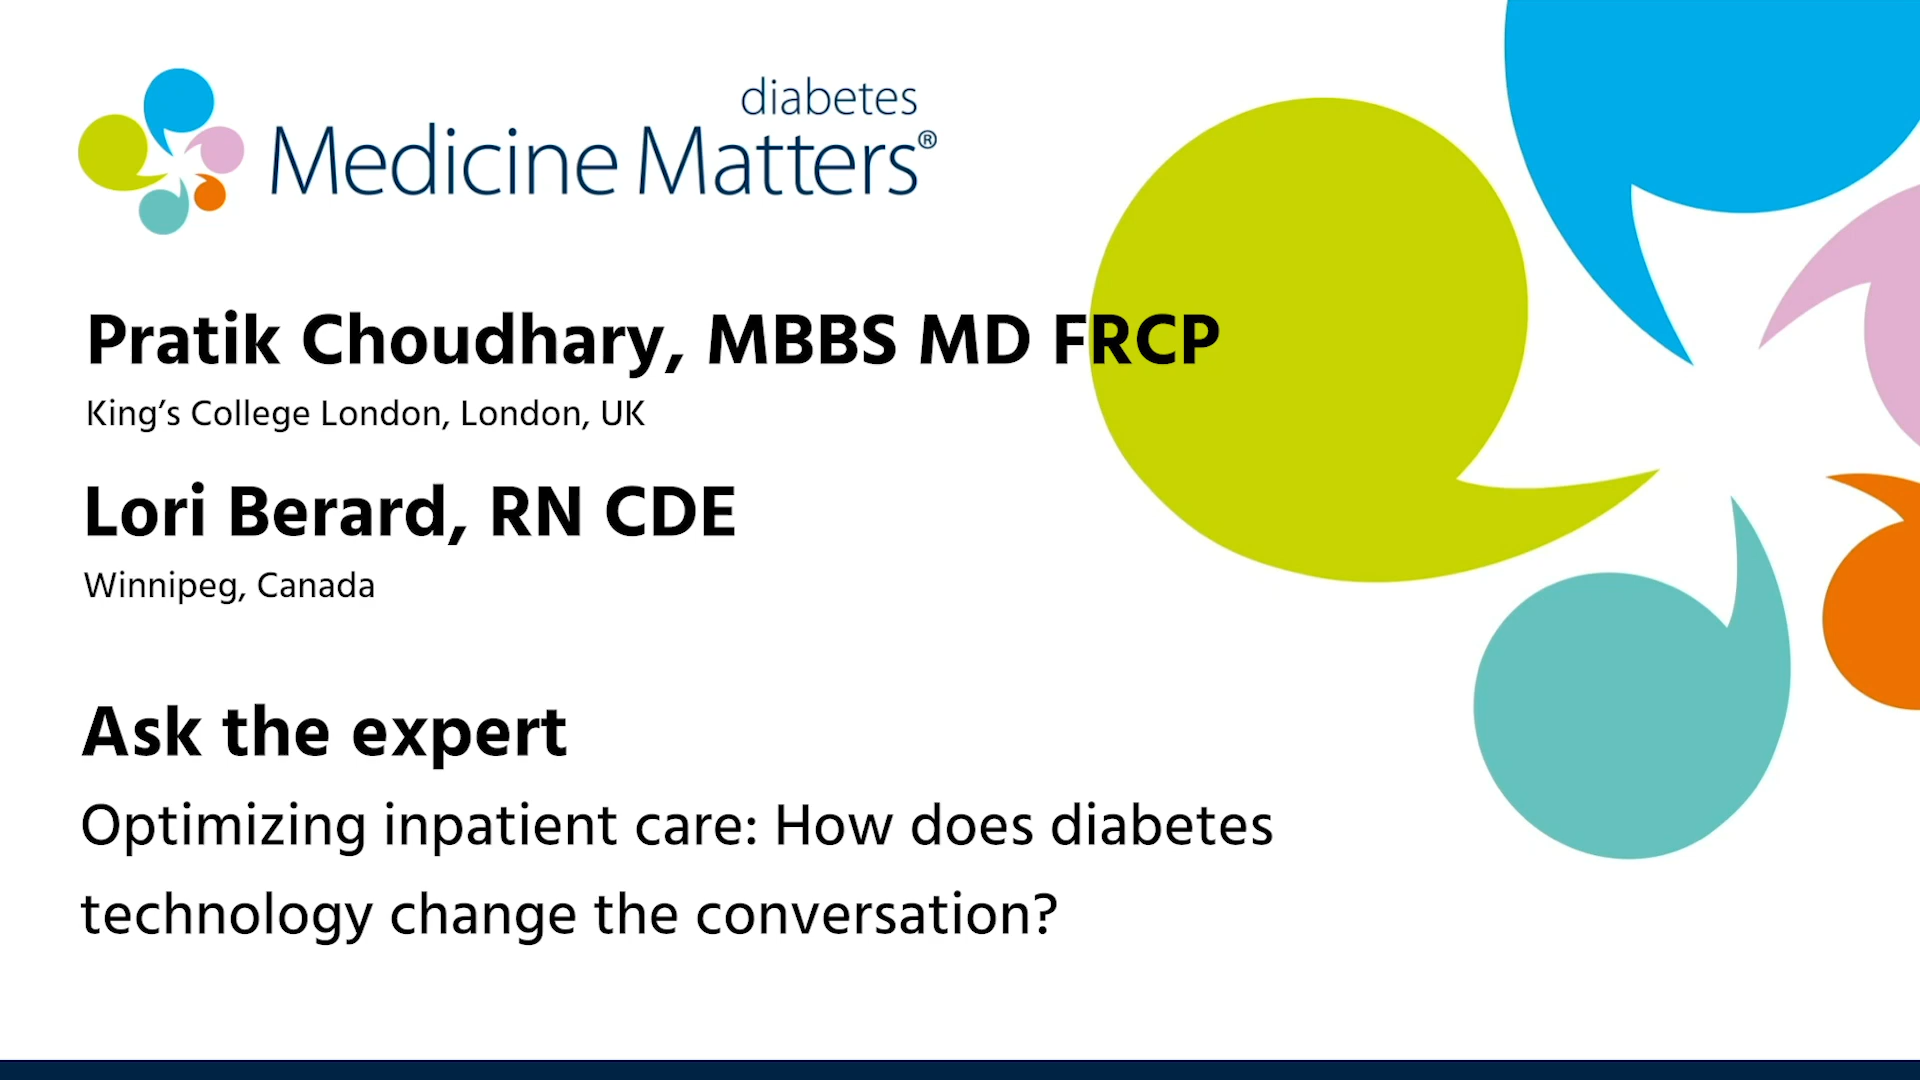 diabetes
Medicine Matters®
Pratik Choudhary, MBBS MD FRCP
King’s College London, London, UK
Lori Berard, RN CDE
Winnipeg, Canada
Ask the expert
Optimizing inpatient care: How does diabetes
technology change the conversation?